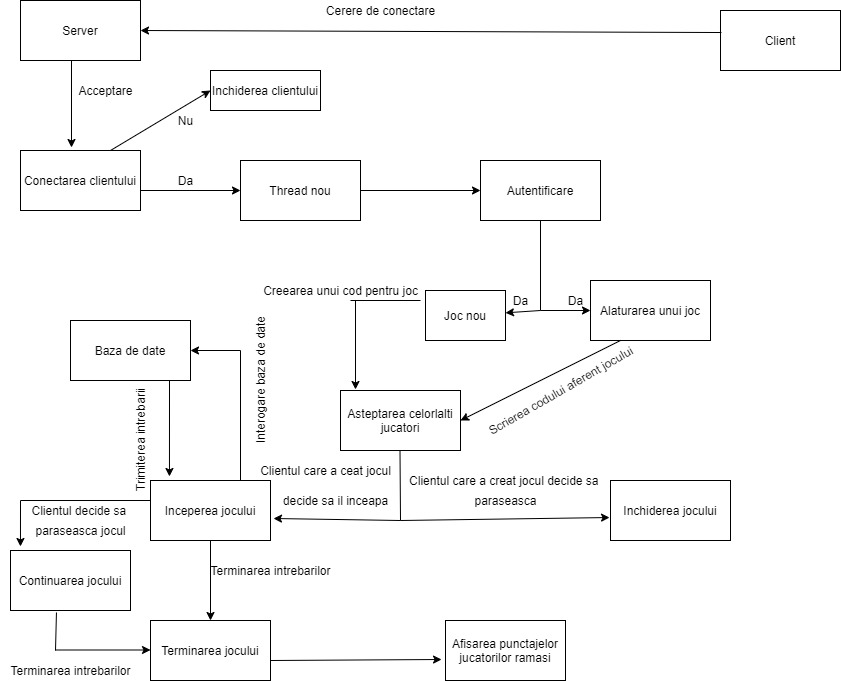 Cerere de conectare
Server
Client
Acceptare
Inchiderea clientului
Nu
Conectarea clientului
Da
Thread nou
Autentificare
Creearea unui cod pentru joc
Joc nou
Da
Da
Alaturarea unui joc
Baza de date
Interogare baza de date
Scrierea codului aferent jocului
Asteptarea celorlalti
jucatori
Trimiterea intrebarii
Clientul care a ceat jocul
decide sa il inceapa
Clientul care a creat jocul decide sa
paraseasca
Clientul decide sa
paraseasca jocul
Inceperea jocului
Inchiderea jocului
Continuarea jocului
Terminarea intrebarilor
Terminarea jocului
Afisarea punctajelor
jucatorilor ramasi
Terminarea intrebarilor